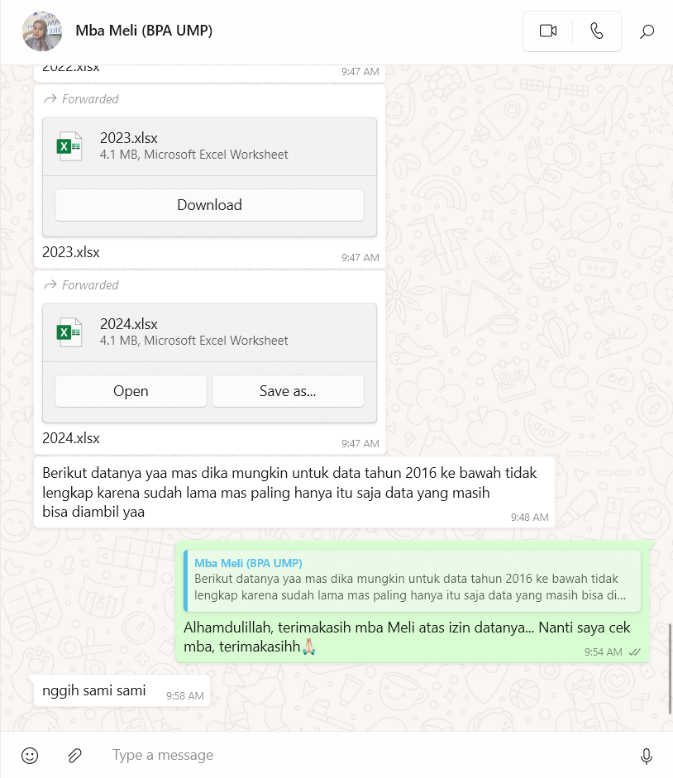 Mba Meli (BPA UMP)
2022.xlsx
9:47 AM
Forwarded
2023.xlsx
4.1 MB, Microsoft Excel Worksheet
Download
2023.xlsx
9:47 AM
Forwarded
2024.xlsx
4.1 MB, Microsoft Excel Worksheet
Open
Save as...
2024.xlsx
9:47 AM
Berikut datanya yaa mas dika mungkin untuk data tahun 2016 ke bawah tidak
lengkap karena sudah lama mas paling hanya itu saja data yang masih
bisa diambil yaa
9:48 AM
Mba Meli (BPA UMP)
Berikut datanya yaa mas dika mungkin untuk data tahun 2016 ke bawah tidak
lengkap karena sudah lama mas paling hanya itu saja data yang masih bisa di...
Alhamdulillah, terimakasih mba Meli atas izin datanya... Nanti saya cek
mba, terimakasihh🙏🏻
9:54 AM
nggih sami sami
9:58 AM
Type a message